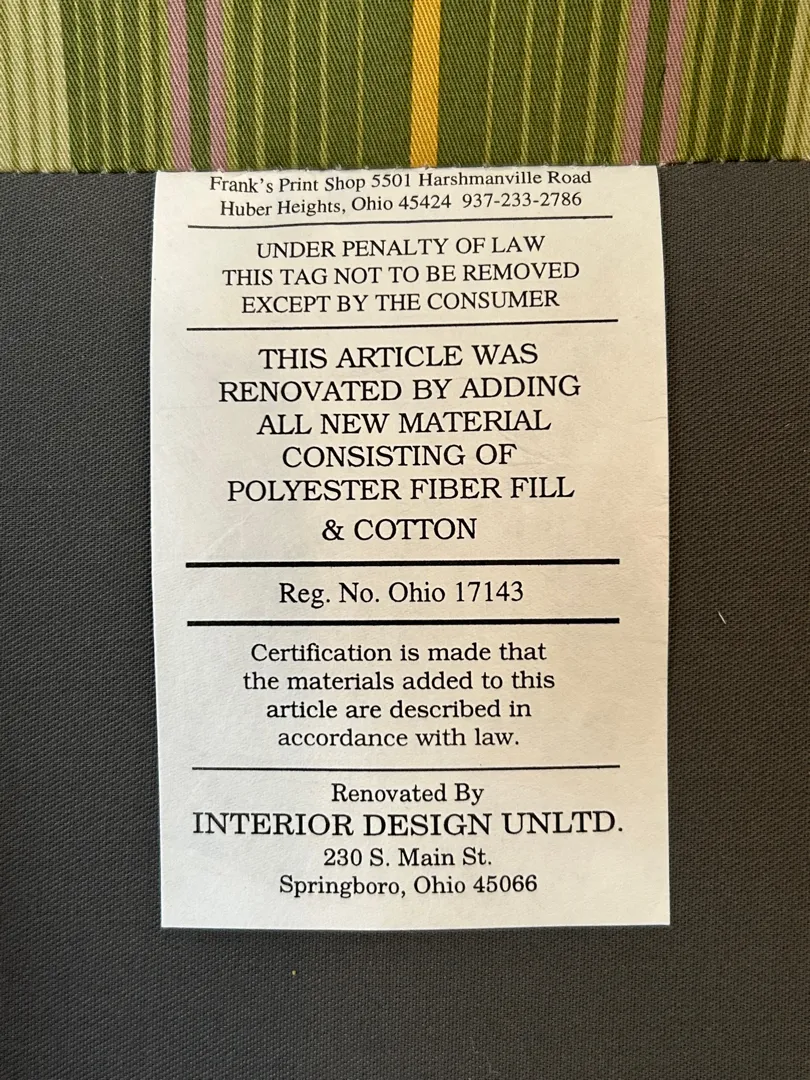 Frank's Print Shop 5501 Harshmanville Road
Huber Heights, Ohio 45424 937-233-2786
UNDER PENALTY OF LAW
THIS TAG NOT TO BE REMOVED
EXCEPT BY THE CONSUMER
THIS ARTICLE WAS
RENOVATED BY ADDING
ALL NEW MATERIAL
CONSISTING OF
POLYESTER FIBER FILL
& COTTON
Reg. No. Ohio 17143
Certification is made that
the materials added to this
article are described in
accordance with law.
Renovated By
INTERIOR DESIGN UNLTD.
230 S. Main St.
Springboro, Ohio 45066